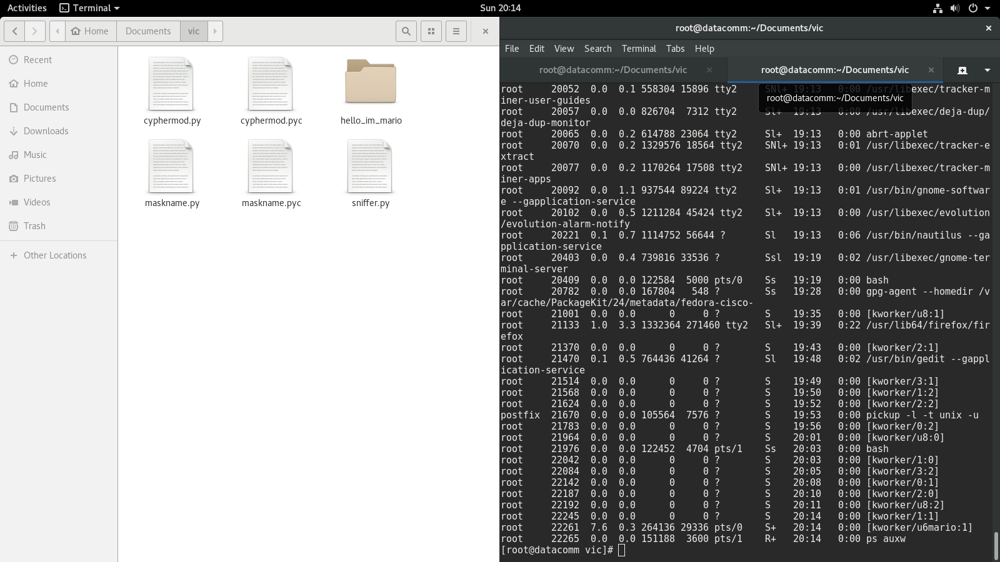 Activities
Terminal
Sun 20:14
Home
Documents
vic
Recent
Home
Documents
Downloads
Music
Pictures
Videos
Trash
Other Locations
cyphermod.py
cyphermod.pyc
hello_im_mario
maskname.py
maskname.pyc
sniffer.py
root@datacomm:~/Documents/vic
File Edit View Search Terminal Tabs Help
root@datacomm:~/Documents/vic
root@datacomm:~/Documents/vic
root@datacomm:~/Documents/vic
root     20052  0.0  0.1 558304 15896 tty2     SNl+ 19:13   0:00 /usr/libexec/tracker-m
iner-user-guides
root     20057  0.0  0.0 826704  7312 tty2     Sl+  19:13   0:00 /usr/libexec/deja-dup/
deja-dup-monitor
root     20065  0.0  0.2 614788 23064 tty2     Sl+  19:13   0:00 abrt-applet
root     20070  0.0  0.2 1329576 18564 tty2    SNl+ 19:13   0:01 /usr/libexec/tracker-e
xtract
root     20077  0.0  0.2 1170264 17508 tty2    SNl+ 19:13   0:00 /usr/libexec/tracker-m
iner-apps
root     20092  0.0  1.1 937544 89224 tty2     Sl+  19:13   0:01 /usr/bin/gnome-softwar
e --gapplication-service
root     20102  0.0  0.5 1211284 45424 tty2    Sl+  19:13   0:00 /usr/libexec/evolution
/evolution-alarm-notify
root     20221  0.1  0.7 1114752 56644 ?       Sl   19:13   0:06 /usr/bin/nautilus --ga
pplication-service
root     20403  0.0  0.4 739816 33536 ?        Ssl  19:19   0:02 /usr/libexec/gnome-ter
minal-server
root     20409  0.0  0.0 122584  5000 pts/0    Ss   19:19   0:00 bash
root     20782  0.0  0.0 167804   548 ?        Ss   19:28   0:00 gpg-agent --homedir /v
ar/cache/PackageKit/24/metadata/fedora-cisco-
root     21001  0.0  0.0      0     0 ?        S    19:35   0:00 [kworker/u8:1]
root     21133  1.0  3.3 1332364 271460 tty2   Sl+  19:39   0:22 /usr/lib64/firefox/fir
efox
root     21370  0.0  0.0      0     0 ?        S    19:43   0:00 [kworker/2:1]
root     21470  0.1  0.5 764436 41264 ?        Sl   19:48   0:02 /usr/bin/gedit --gappl
ication-service
root     21514  0.0  0.0      0     0 ?        S    19:49   0:00 [kworker/3:1]
root     21568  0.0  0.0      0     0 ?        S    19:50   0:00 [kworker/1:2]
root     21624  0.0  0.0      0     0 ?        S    19:52   0:00 [kworker/2:2]
postfix  21670  0.0  0.0 105564  7576 ?        S    19:53   0:00 pickup -l -t unix -u
root     21783  0.0  0.0      0     0 ?        S    19:56   0:00 [kworker/0:2]
root     21964  0.0  0.0      0     0 ?        S    20:01   0:00 [kworker/u8:0]
root     21976  0.0  0.0 122452  4704 pts/1    Ss   20:03   0:00 bash
root     22042  0.0  0.0      0     0 ?        S    20:03   0:00 [kworker/1:0]
root     22084  0.0  0.0      0     0 ?        S    20:05   0:00 [kworker/3:2]
root     22142  0.0  0.0      0     0 ?        S    20:08   0:00 [kworker/0:1]
root     22187  0.0  0.0      0     0 ?        S    20:10   0:00 [kworker/2:0]
root     22192  0.0  0.0      0     0 ?        S    20:11   0:00 [kworker/u8:2]
root     22245  0.0  0.0      0     0 ?        S    20:14   0:00 [kworker/1:1]
root     22261  7.6  0.3 264136 29336 pts/0    S+   20:14   0:00 [kworker/u6mario:1]
root     22265  0.0  0.0 151188  3600 pts/1    R+   20:14   0:00 ps auxw
[root@datacomm vic]#